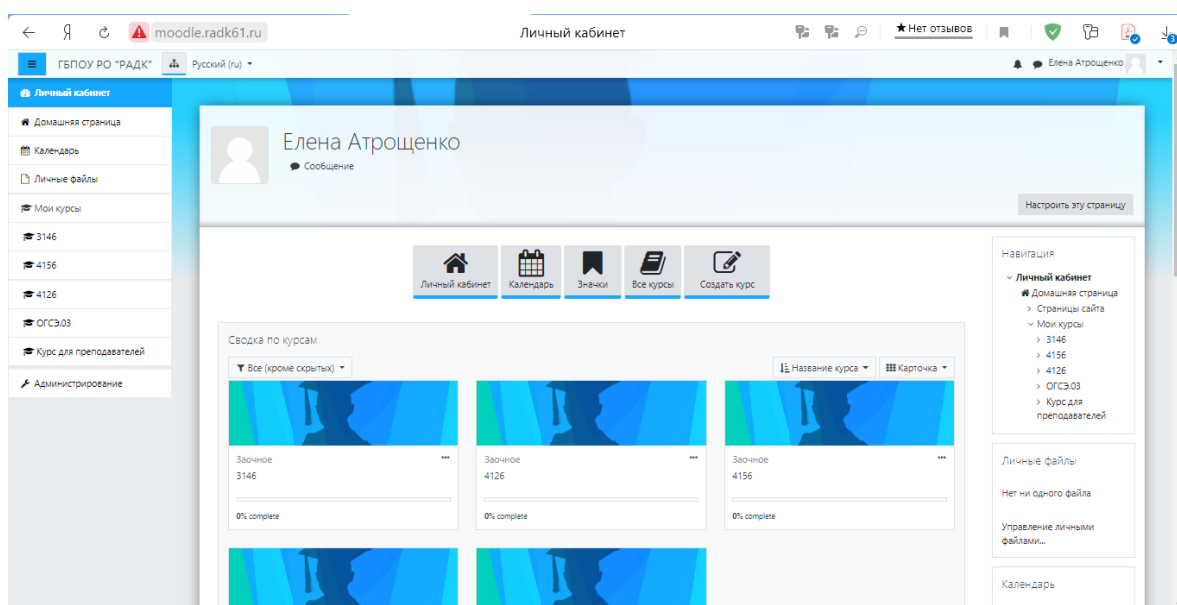 Я moodle.radk61.ru Личный кабинет ★ Нет отзывов 3
ГБПОУ РО "РАДК" Русский (ru) Елена Атрощенко
Личный кабинет
Домашняя страница
Календарь
Личные файлы
Мои курсы
3146
4156
4126
ОГСЭ.03
Курс для преподавателей
Администрирование
Елена Атрощенко
Сообщение
Настроить эту страницу
Личный кабинет Календарь Значки Все курсы Создать курс
Сводка по курсам
Все (кроме скрытых) Название курса Карточка
Заочное
3146
0% complete
Заочное
4126
0% complete
Заочное
4156
0% complete
Навигация
Личный кабинет
Домашняя страница
Страницы сайта
Мои курсы
3146
4156
4126
ОГСЭ.03
Курс для
преподавателей
Личные файлы
Нет ни одного файла
Управление личными
файлами...
Календарь